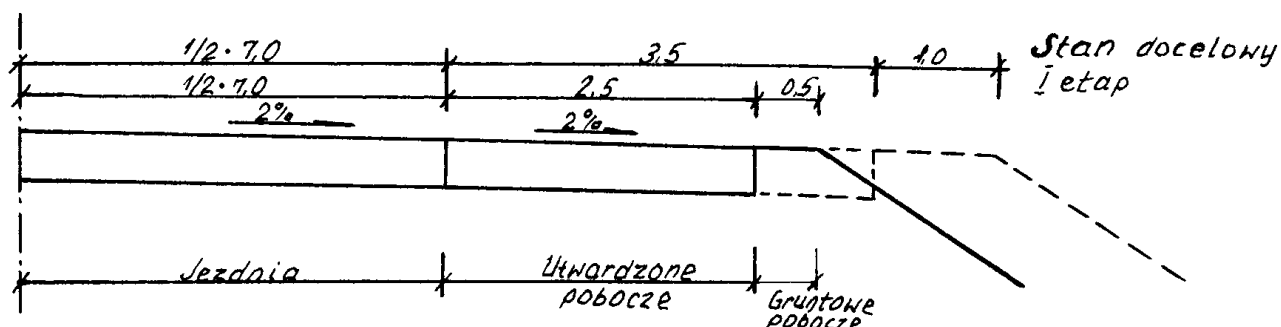 1/2·7,0 3,5 1,0 Stan docelowy
1/2·7,0 2,5 0,5 I etap
2% 2%
Jezdnia Utwardzone pobocze Gruntowe pobocze